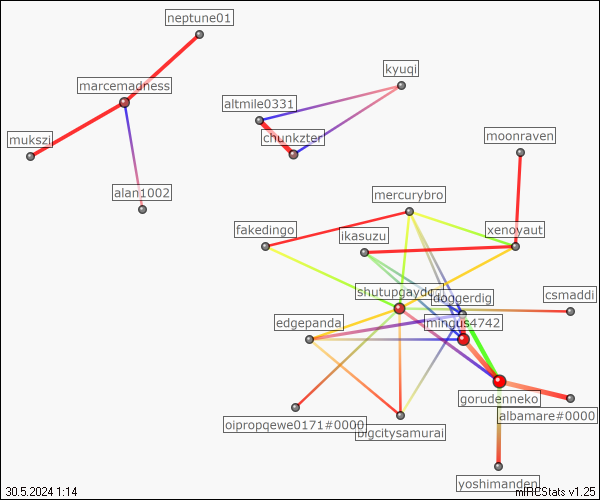 neptune01
marcemadness
kyuqi
altmile0331
chunkzter
mukszi
moonraven
alan1002
mercurybro
fakedingo
ikasuzu
xenoyaut
doggerdig
csmaddi
edgepanda
mingus4742
gorudenneko
albamare#0000
oipropqewe0171#0000
bigcitysamurai
yoshimanden
30.5.2024 1:14
mIRCStats v1.25